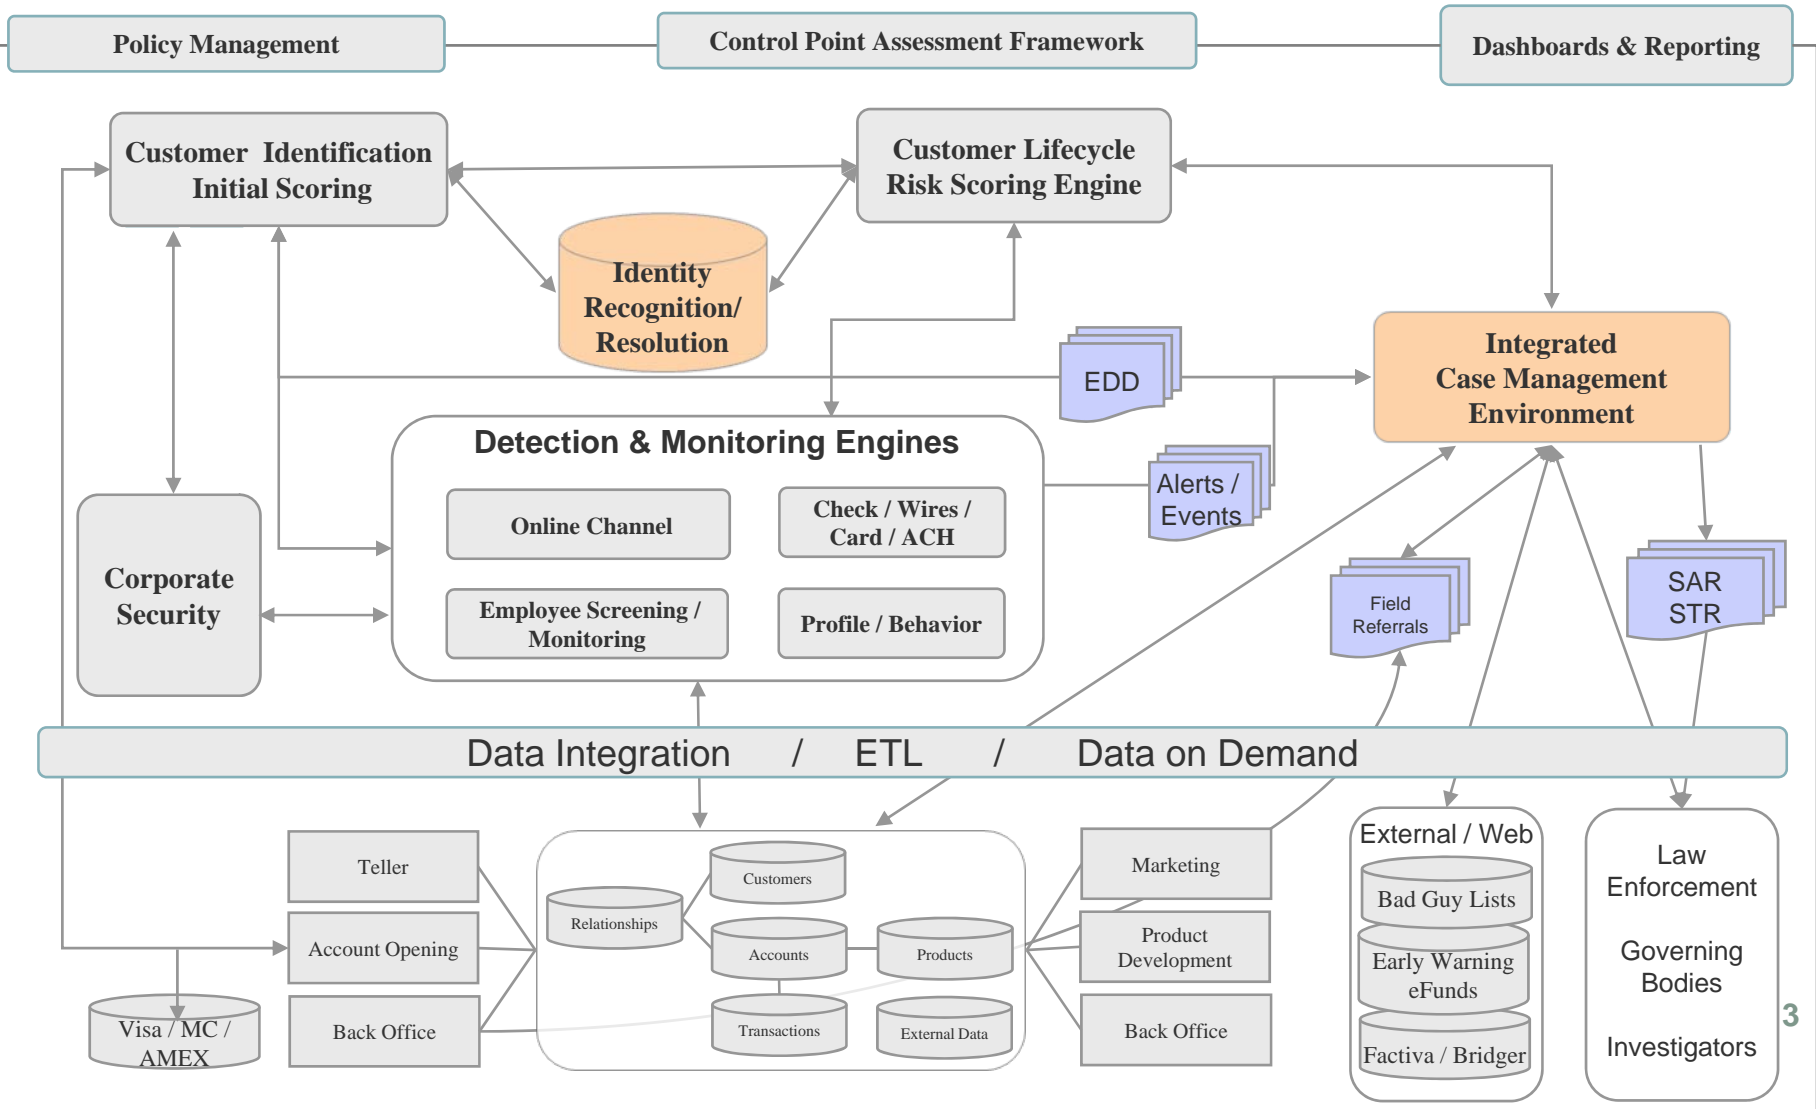 Policy Management
Control Point Assessment Framework
Dashboards & Reporting
Customer Identification
Initial Scoring
Customer Lifecycle
Risk Scoring Engine
Identity
Recognition/
Resolution
EDD
Integrated
Case Management
Environment
Detection & Monitoring Engines
Online Channel
Check / Wires /
Card / ACH
Employee Screening /
Monitoring
Profile / Behavior
Alerts /
Events
Corporate
Security
Field
Referrals
SAR
STR
Data Integration / ETL / Data on Demand
Teller
Account Opening
Back Office
Visa / MC /
AMEX
Relationships
Customers
Accounts
Products
Transactions
External Data
Marketing
Product
Development
Back Office
External / Web
Bad Guy Lists
Early Warning
eFunds
Factiva / Bridger
Law
Enforcement
Governing
Bodies
Investigators
3